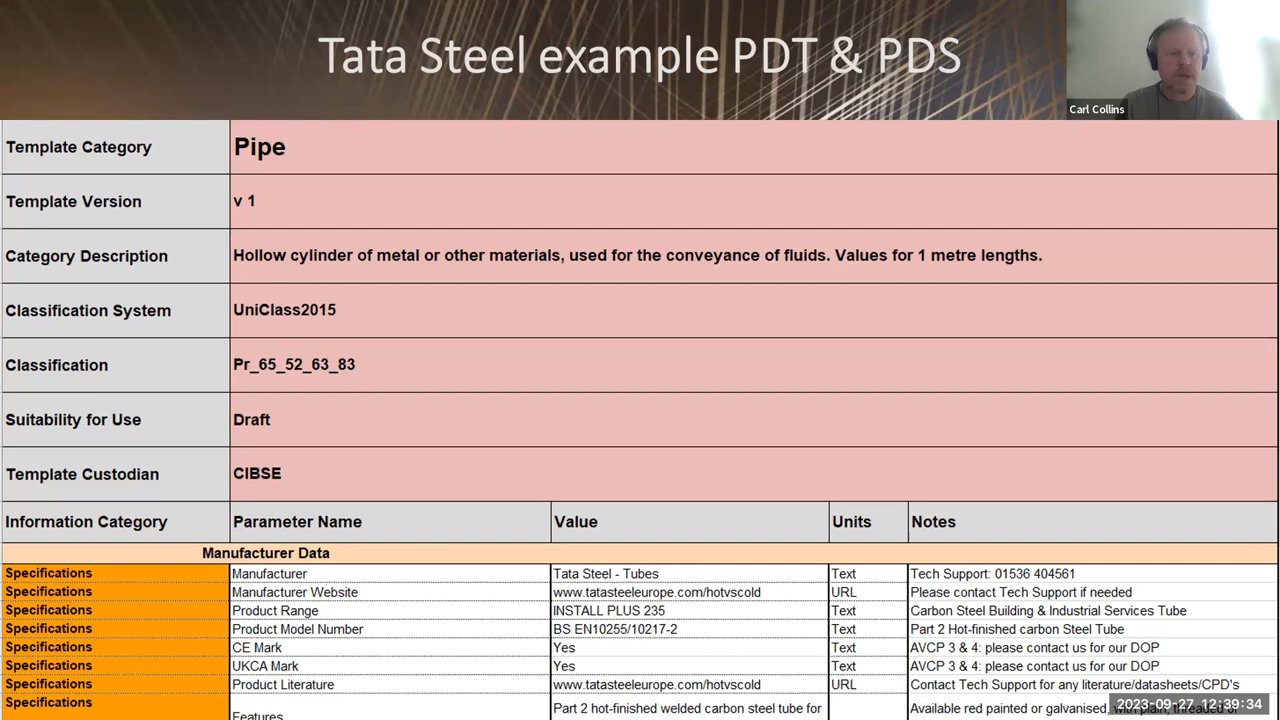 Tata Steel example PDT & PDS
Carl Collins
Template Category Pipe
Template Version v 1
Category Description Hollow cylinder of metal or other materials, used for the conveyance of fluids. Values for 1 metre lengths.
Classification System UniClass2015
Classification Pr_65_52_63_83
Suitability for Use Draft
Template Custodian CIBSE
Information Category Parameter Name Value Units Notes
Manufacturer Data
Specifications Manufacturer Tata Steel - Tubes Text Tech Support: 01536 404561
Specifications Manufacturer Website www.tatasteeleurope.com/hotvscold URL Please contact Tech Support if needed
Specifications Product Range INSTALL PLUS 235 Text Carbon Steel Building & Industrial Services Tube
Specifications Product Model Number BS EN10255/10217-2 Text Part 2 Hot-finished carbon Steel Tube
Specifications CE Mark Yes Text AVCP 3 & 4: please contact us for our DOP
Specifications UKCA Mark Yes Text AVCP 3 & 4: please contact us for our DOP
Specifications Product Literature www.tatasteeleurope.com/hotvscold URL Contact Tech Support for any literature/datasheets/CPD's
Specifications Features Part 2 hot-finished welded carbon steel tube for Available red painted or galvanised, with plain, threaded or
2023-09-27 12:39:34